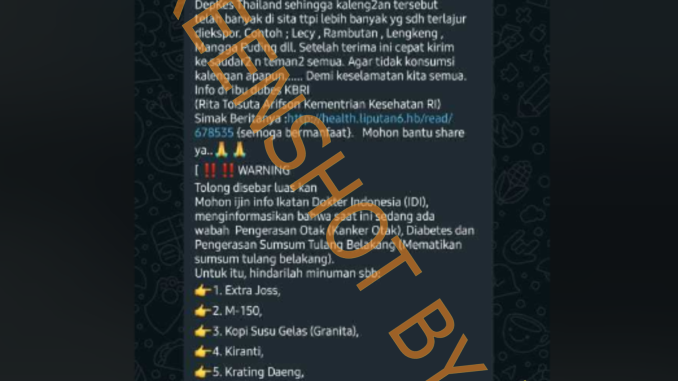 DepKes Thailand sehingga kaleng2an tersebut
telah banyak di sita ttpi lebih banyak yg sdh terlajur
diekspor. Contoh ; Lecy , Rambutan , Lengkeng ,
Mangga Puding dll. Setelah terima ini cepat kirim
ke saudar2 n teman2 semua. Agar tidak konsumsi
kalengan apapun..... Demi keselamatan kita semua.
Info dr ibu dubes KBRI
(Rita Tolsuta Arifson Kementrian Kesehatan RI)
Simak Beritanya :http://health.liputan6.hb/read/
678535 {semoga bermanfaat}. Mohon bantu share
ya..🙏🙏
[ ‼️‼️WARNING
Tolong disebar luas kan
Mohon ijin info Ikatan Dokter Indonesia (IDI),
menginformasikan bahwa saat ini sedang ada
wabah Pengerasan Otak (Kanker Otak), Diabetes dan
Pengerasan Sumsum Tulang Belakang (Mematikan
sumsum tulang belakang).
Untuk itu, hindarilah minuman sbb:
👉1. Extra Joss,
👉2. M-150,
👉3. Kopi Susu Gelas (Granita),
👉4. Kiranti,
👉5. Krating Daeng,
EENSHOT BY